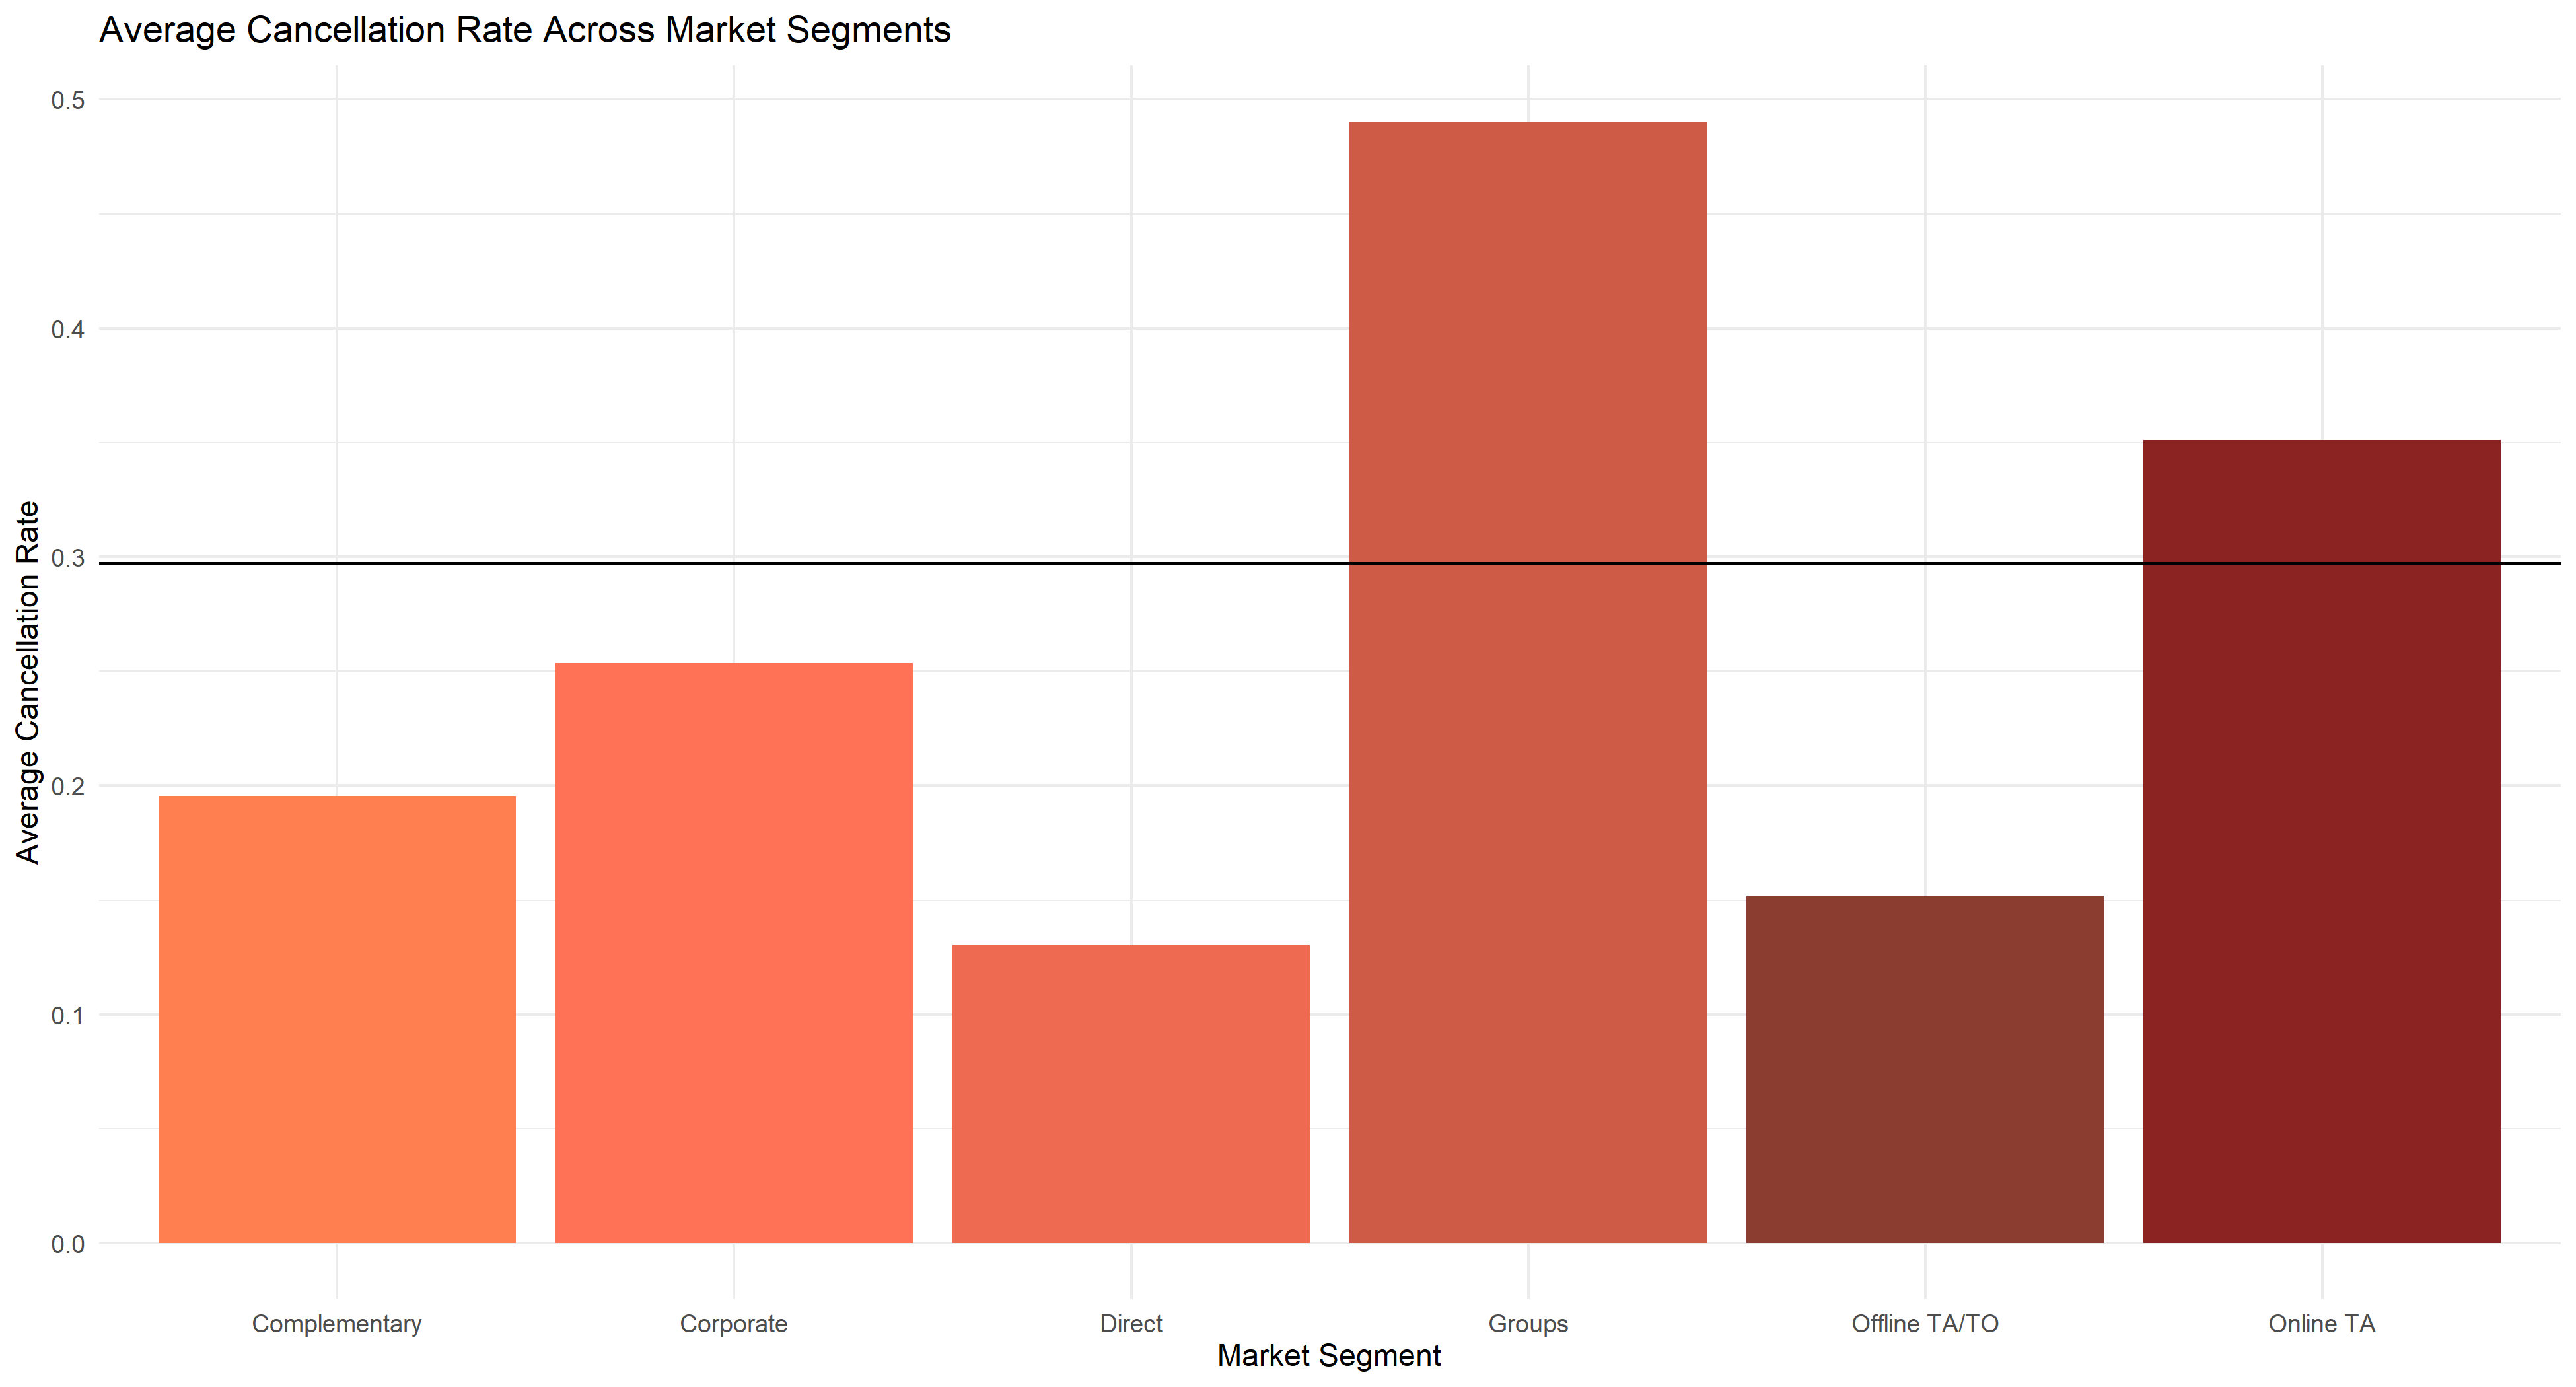 Average Cancellation Rate Across Market Segments
Average Cancellation Rate
0.5
0.4
0.3
0.2
0.1
0.0
Complementary
Corporate
Direct
Groups
Offline TA/TO
Online TA
Market Segment